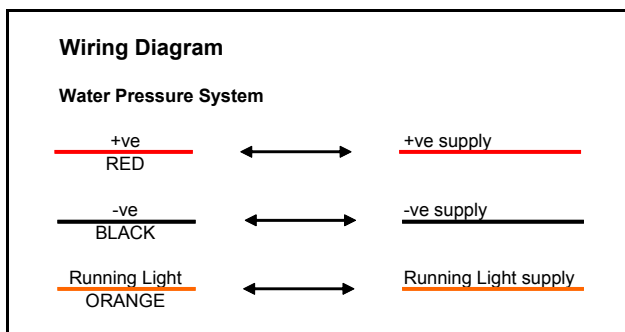 Wiring Diagram
Water Pressure System
+ve +ve supply
RED
-ve -ve supply
BLACK
Running Light Running Light supply
ORANGE